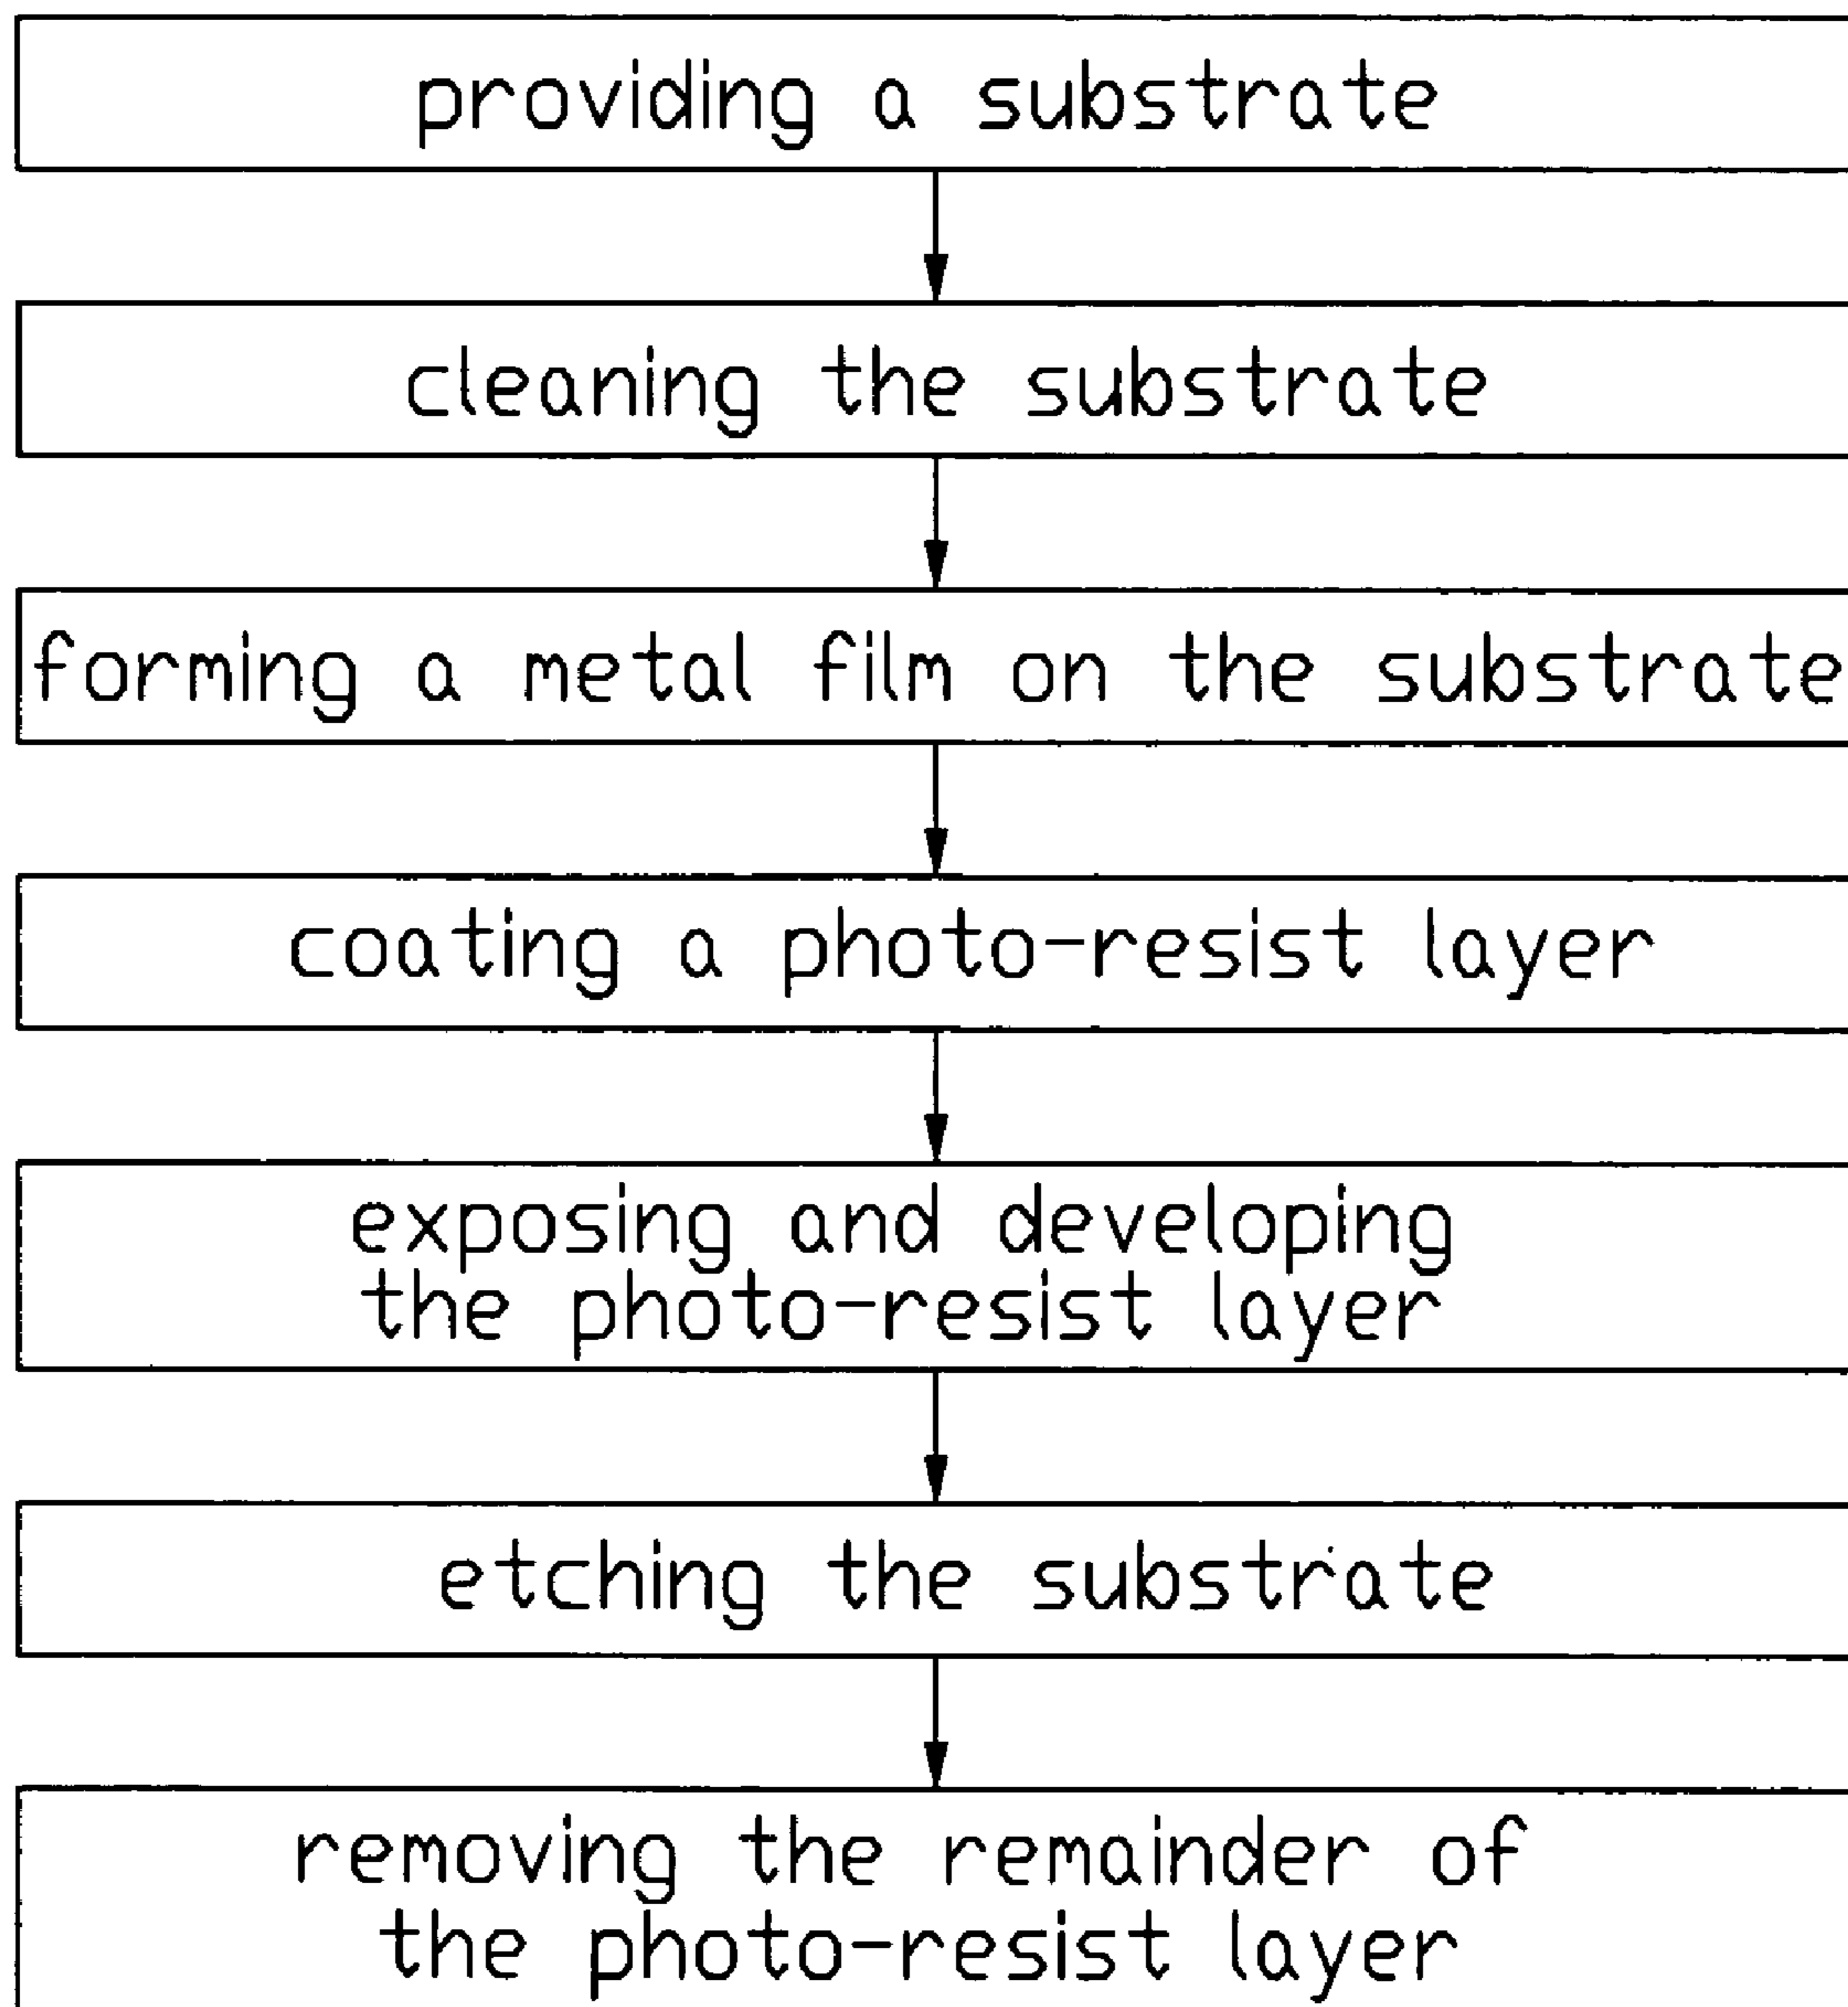 providing a substrate
cleaning the substrate
forming a metal film on the substrate
coating a photo-resist layer
exposing and developing
the photo-resist layer
etching the substrate
removing the remainder of
the photo-resist layer